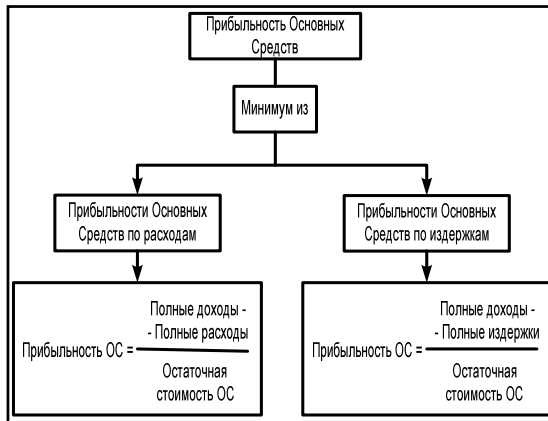 Прибыльность Основных
Средств
Минимум из
Прибыльности Основных
Средств по расходам
Прибыльности Основных
Средств по издержкам
Полные доходы -
- Полные расходы
Прибыльность ОС =
Остаточная
стоимость ОС
Полные доходы -
- Полные издержки
Прибыльность ОС =
Остаточная
стоимость ОС